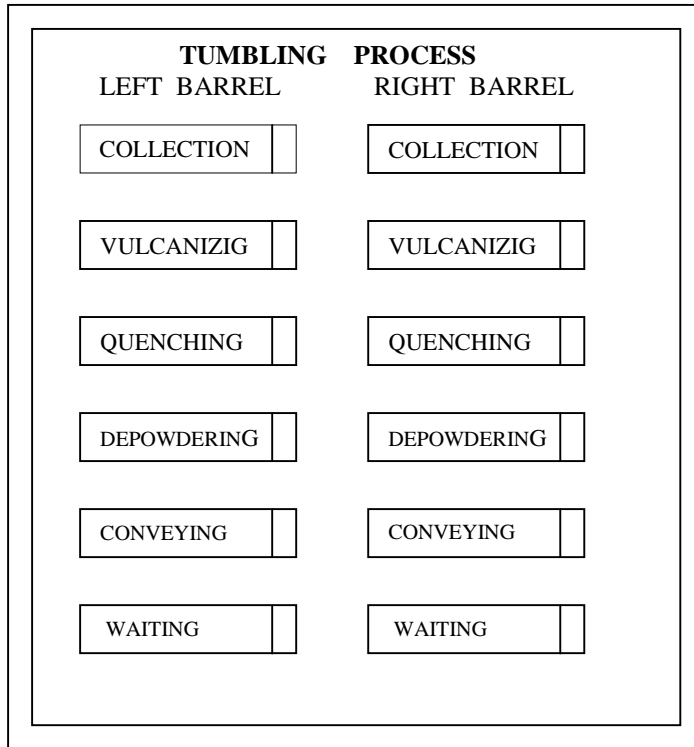 TUMBLING PROCESS
LEFT BARREL RIGHT BARREL
COLLECTION COLLECTION
VULCANIZIG VULCANIZIG
QUENCHING QUENCHING
DEPOWDERING DEPOWDERING
CONVEYING CONVEYING
WAITING WAITING